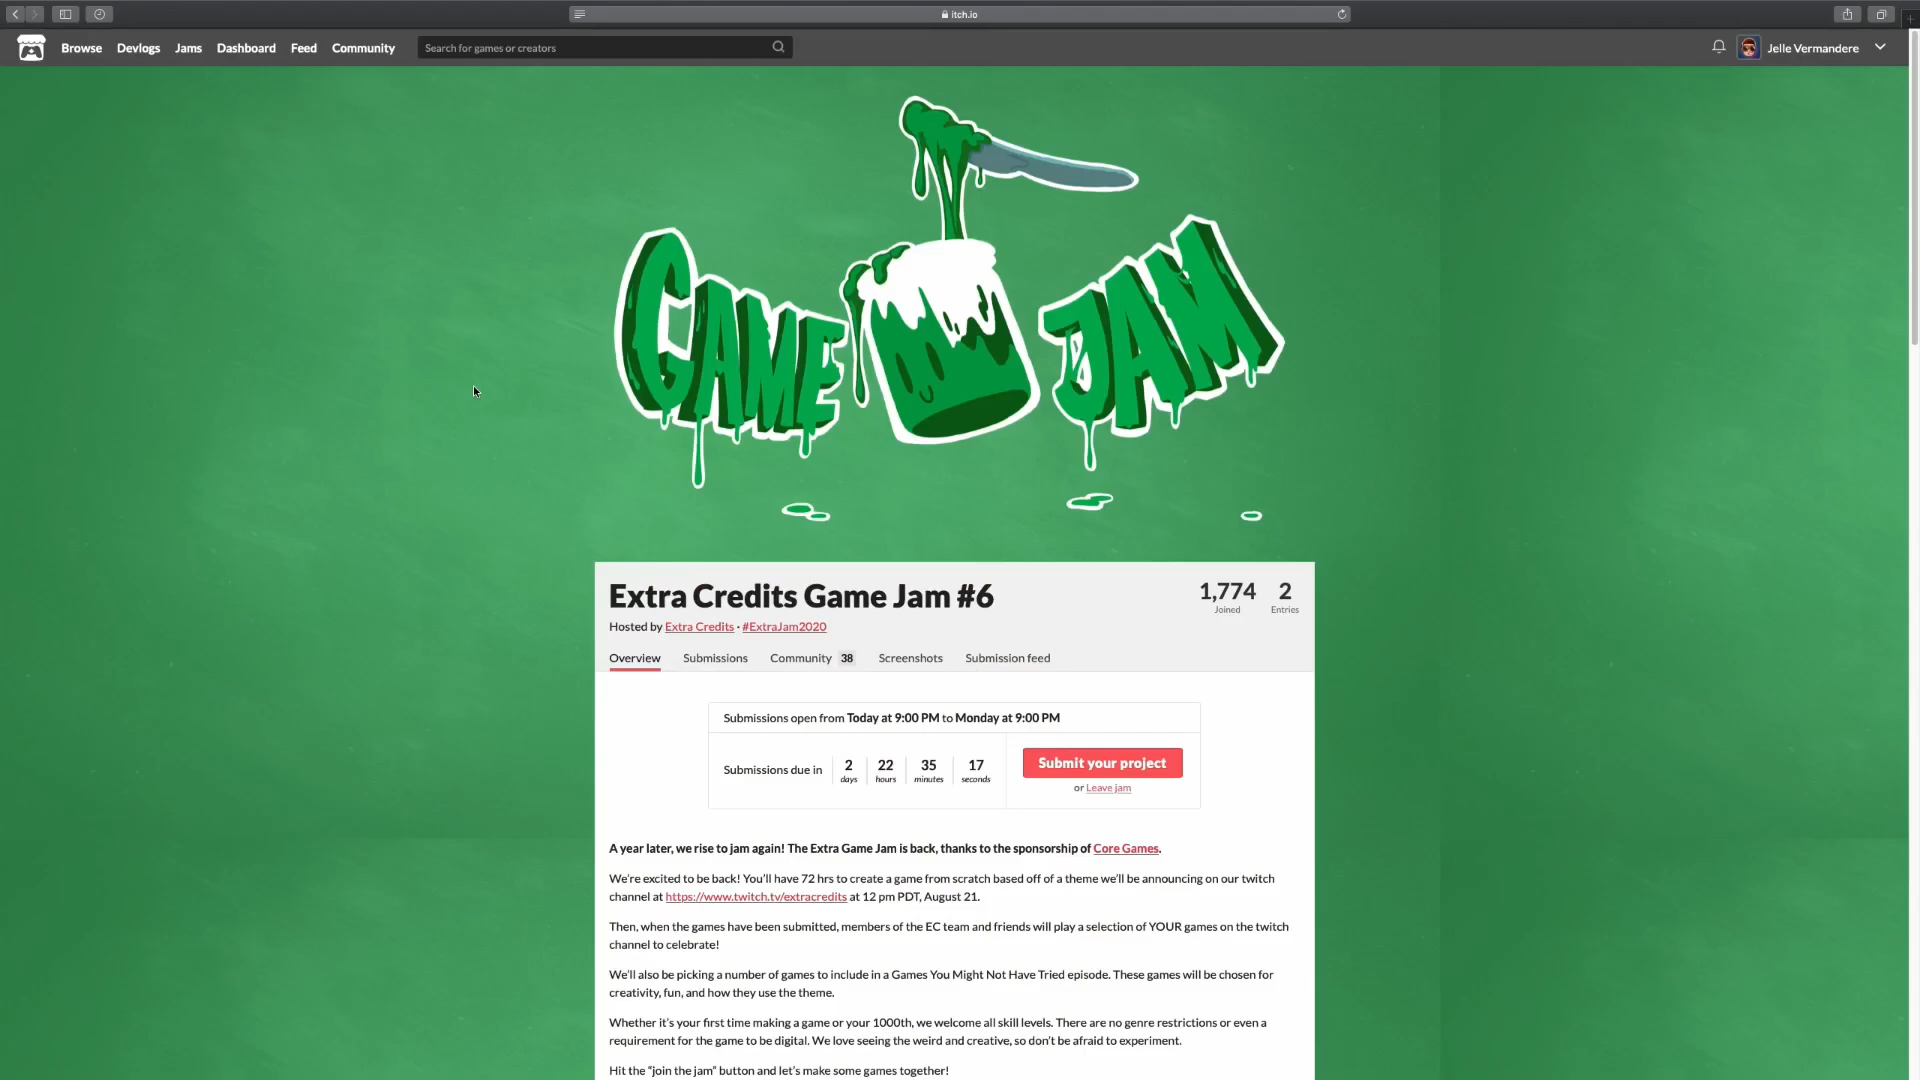 itch.io
Browse Devlogs Jams Dashboard Feed Community Search for games or creators Jelle Vermandere
GAME JAM
Extra Credits Game Jam #6
1,774 2
Joined Entries
Hosted by Extra Credits · #ExtraJam2020
Overview Submissions Community 38 Screenshots Submission feed
Submissions open from Today at 9:00 PM to Monday at 9:00 PM
Submissions due in 2 days 22 hours 35 minutes 17 seconds
Submit your project
or Leave jam
A year later, we rise to jam again! The Extra Game Jam is back, thanks to the sponsorship of Core Games.
We're excited to be back! You'll have 72 hrs to create a game from scratch based off of a theme we'll be announcing on our twitch
channel at https://www.twitch.tv/extracredits at 12 pm PDT, August 21.
Then, when the games have been submitted, members of the EC team and friends will play a selection of YOUR games on the twitch
channel to celebrate!
We'll also be picking a number of games to include in a Games You Might Not Have Tried episode. These games will be chosen for
creativity, fun, and how they use the theme.
Whether it's your first time making a game or your 1000th, we welcome all skill levels. There are no genre restrictions or even a
requirement for the game to be digital. We love seeing the weird and creative, so don't be afraid to experiment.
Hit the "join the jam" button and let's make some games together!